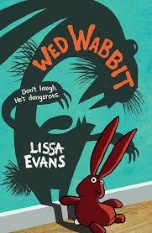 WED WABBIT
Don't laugh,
He's dangerous.
LISSA
EVANS